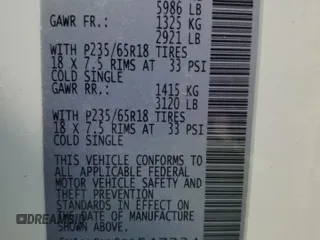 5986 LB
GAWR FR.: 1325 KG
2921 LB
WITH P235/65R18 TIRES
18 X 7.5 RIMS AT 33 PSI
COLD SINGLE
GAWR RR.: 1415 KG
3120 LB
WITH P235/65R18 TIRES
18 X 7.5 RIMS AT 33 PSI
COLD SINGLE
THIS VEHICLE CONFORMS TO
ALL APPLICABLE FEDERAL
MOTOR VEHICLE SAFETY AND
THEFT PREVENTION
STANDARDS IN EFFECT ON
THE DATE OF MANUFACTURE
SHOWN ABOVE.